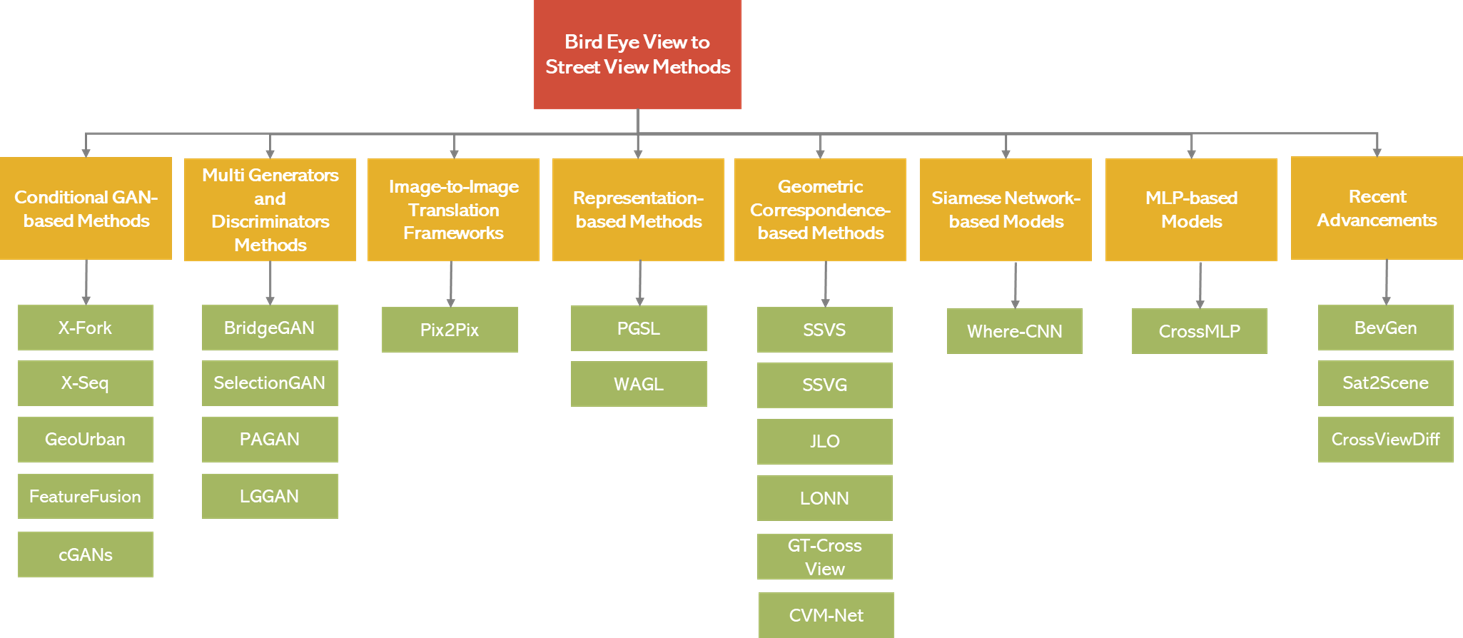 Bird Eye View to
Street View Methods
Conditional GAN-
based Methods
Multi Generators
and
Discriminators
Methods
Image-to-Image
Translation
Frameworks
Representation-
based Methods
Geometric
Correspondence-
based Methods
Siamese Network-
based Models
MLP-based
Models
Recent
Advancements
X-Fork
X-Seq
GeoUrban
FeatureFusion
cGANs
BridgeGAN
SelectionGAN
PAGAN
LGGAN
Pix2Pix
PGSL
WAGL
SSVS
SSVG
JLO
LONN
GT-Cross
View
CVM-Net
Where-CNN
CrossMLP
BevGen
Sat2Scene
CrossViewDiff